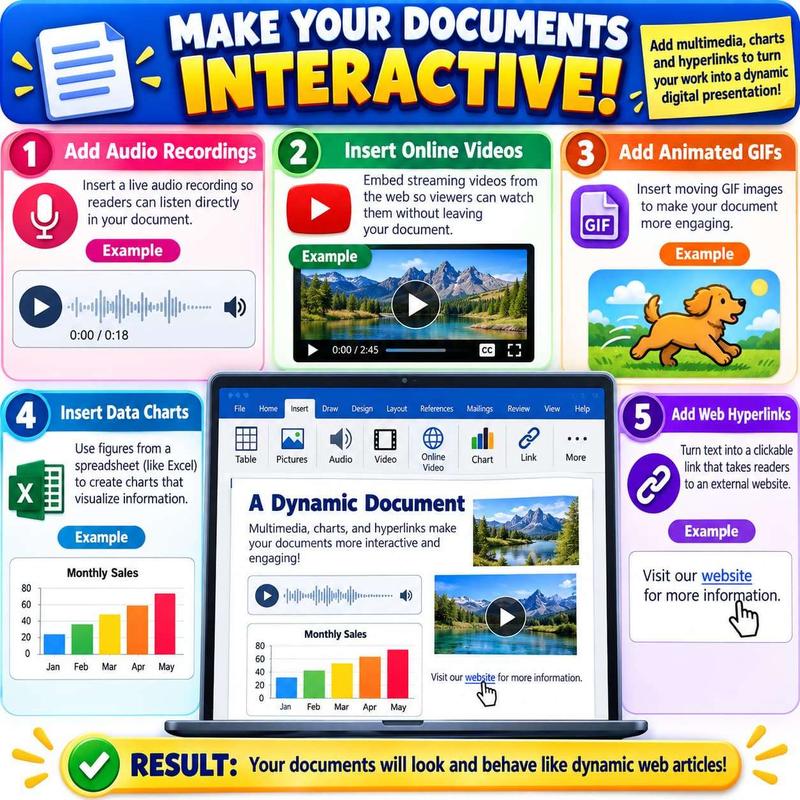 MAKE YOUR DOCUMENTS
INTERACTIVE!
Add multimedia, charts
and hyperlinks to turn
your work into a dynamic
digital presentation!
1 Add Audio Recordings
Insert a live audio recording so
readers can listen directly
in your document.
Example
0:00 / 0:18
2 Insert Online Videos
Embed streaming videos from
the web so viewers can watch
them without leaving
your document.
Example
0:00 / 2:45
CC
3 Add Animated GIFs
GIF
Insert moving GIF images
to make your document
more engaging.
Example
4 Insert Data Charts
X
Use figures from a
spreadsheet (like Excel)
to create charts that
visualize information.
Example
Monthly Sales
80
60
40
20
0
Jan Feb Mar Apr May
File Home Insert Draw Design Layout References Mailings Review View Help
Table Pictures Audio Video Online Video Chart Link More
A Dynamic Document
Multimedia, charts, and hyperlinks make
your documents more interactive and
engaging!
Monthly Sales
80
60
40
20
0
Jan Feb Mar Apr May
Visit our website for more information.
5 Add Web Hyperlinks
Turn text into a clickable
link that takes readers
to an external website.
Example
Visit our website
for more information.
RESULT: Your documents will look and behave like dynamic web articles!